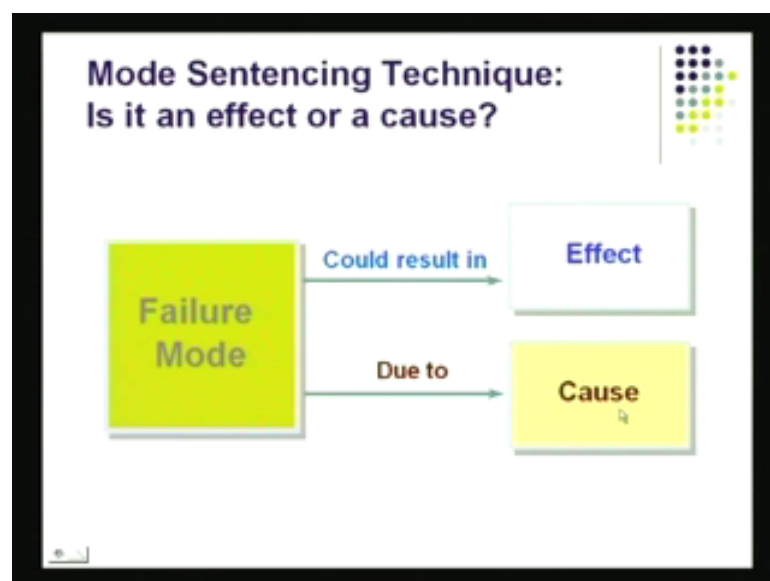 Mode Sentencing Technique:
Is it an effect or a cause?
Could result in
Effect
Failure
Mode
Due to
Cause